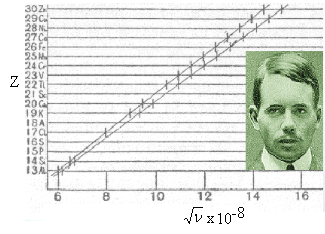 30Zn
29Cu
28Ni
27Co
26Fe
25Mn
24Cr
23V
22Ti
21Sc
20Ca
19K
18A
17Cl
16S
15P
14Si
13Al
Z
6 8 10 12 14 16
√ν x10-8